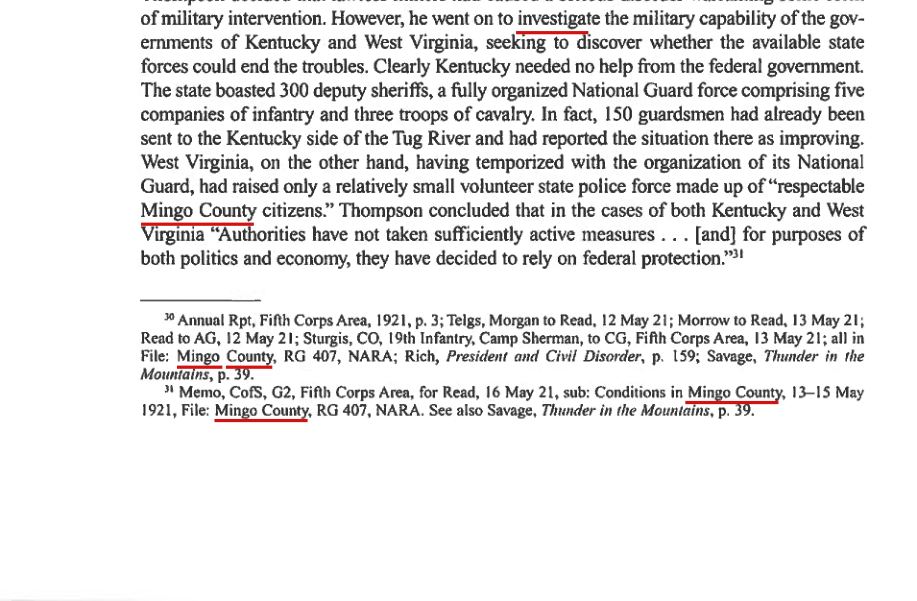 of military intervention. However, he went on to investigate the military capability of the gov-
ernments of Kentucky and West Virginia, seeking to discover whether the available state
forces could end the troubles. Clearly Kentucky needed no help from the federal government.
The state boasted 300 deputy sheriffs, a fully organized National Guard force comprising five
companies of infantry and three troops of cavalry. In fact, 150 guardsmen had already been
sent to the Kentucky side of the Tug River and had reported the situation there as improving.
West Virginia, on the other hand, having temporized with the organization of its National
Guard, had raised only a relatively small volunteer state police force made up of “respectable
Mingo County citizens.” Thompson concluded that in the cases of both Kentucky and West
Virginia “Authorities have not taken sufficiently active measures . . . [and] for purposes of
both politics and economy, they have decided to rely on federal protection.”³¹
³⁰ Annual Rpt, Fifth Corps Area, 1921, p. 3; Telgs, Morgan to Read, 12 May 21; Morrow to Read, 13 May 21;
Read to AG, 12 May 21; Sturgis, CO, 19th Infantry, Camp Sherman, to CG, Fifth Corps Area, 13 May 21; all in
File: Mingo County, RG 407, NARA; Rich, President and Civil Disorder, p. 159; Savage, Thunder in the
Mountains, p. 39.
³¹ Memo, CofS, G2, Fifth Corps Area, for Read, 16 May 21, sub: Conditions in Mingo County, 13–15 May
1921, File: Mingo County, RG 407, NARA. See also Savage, Thunder in the Mountains, p. 39.